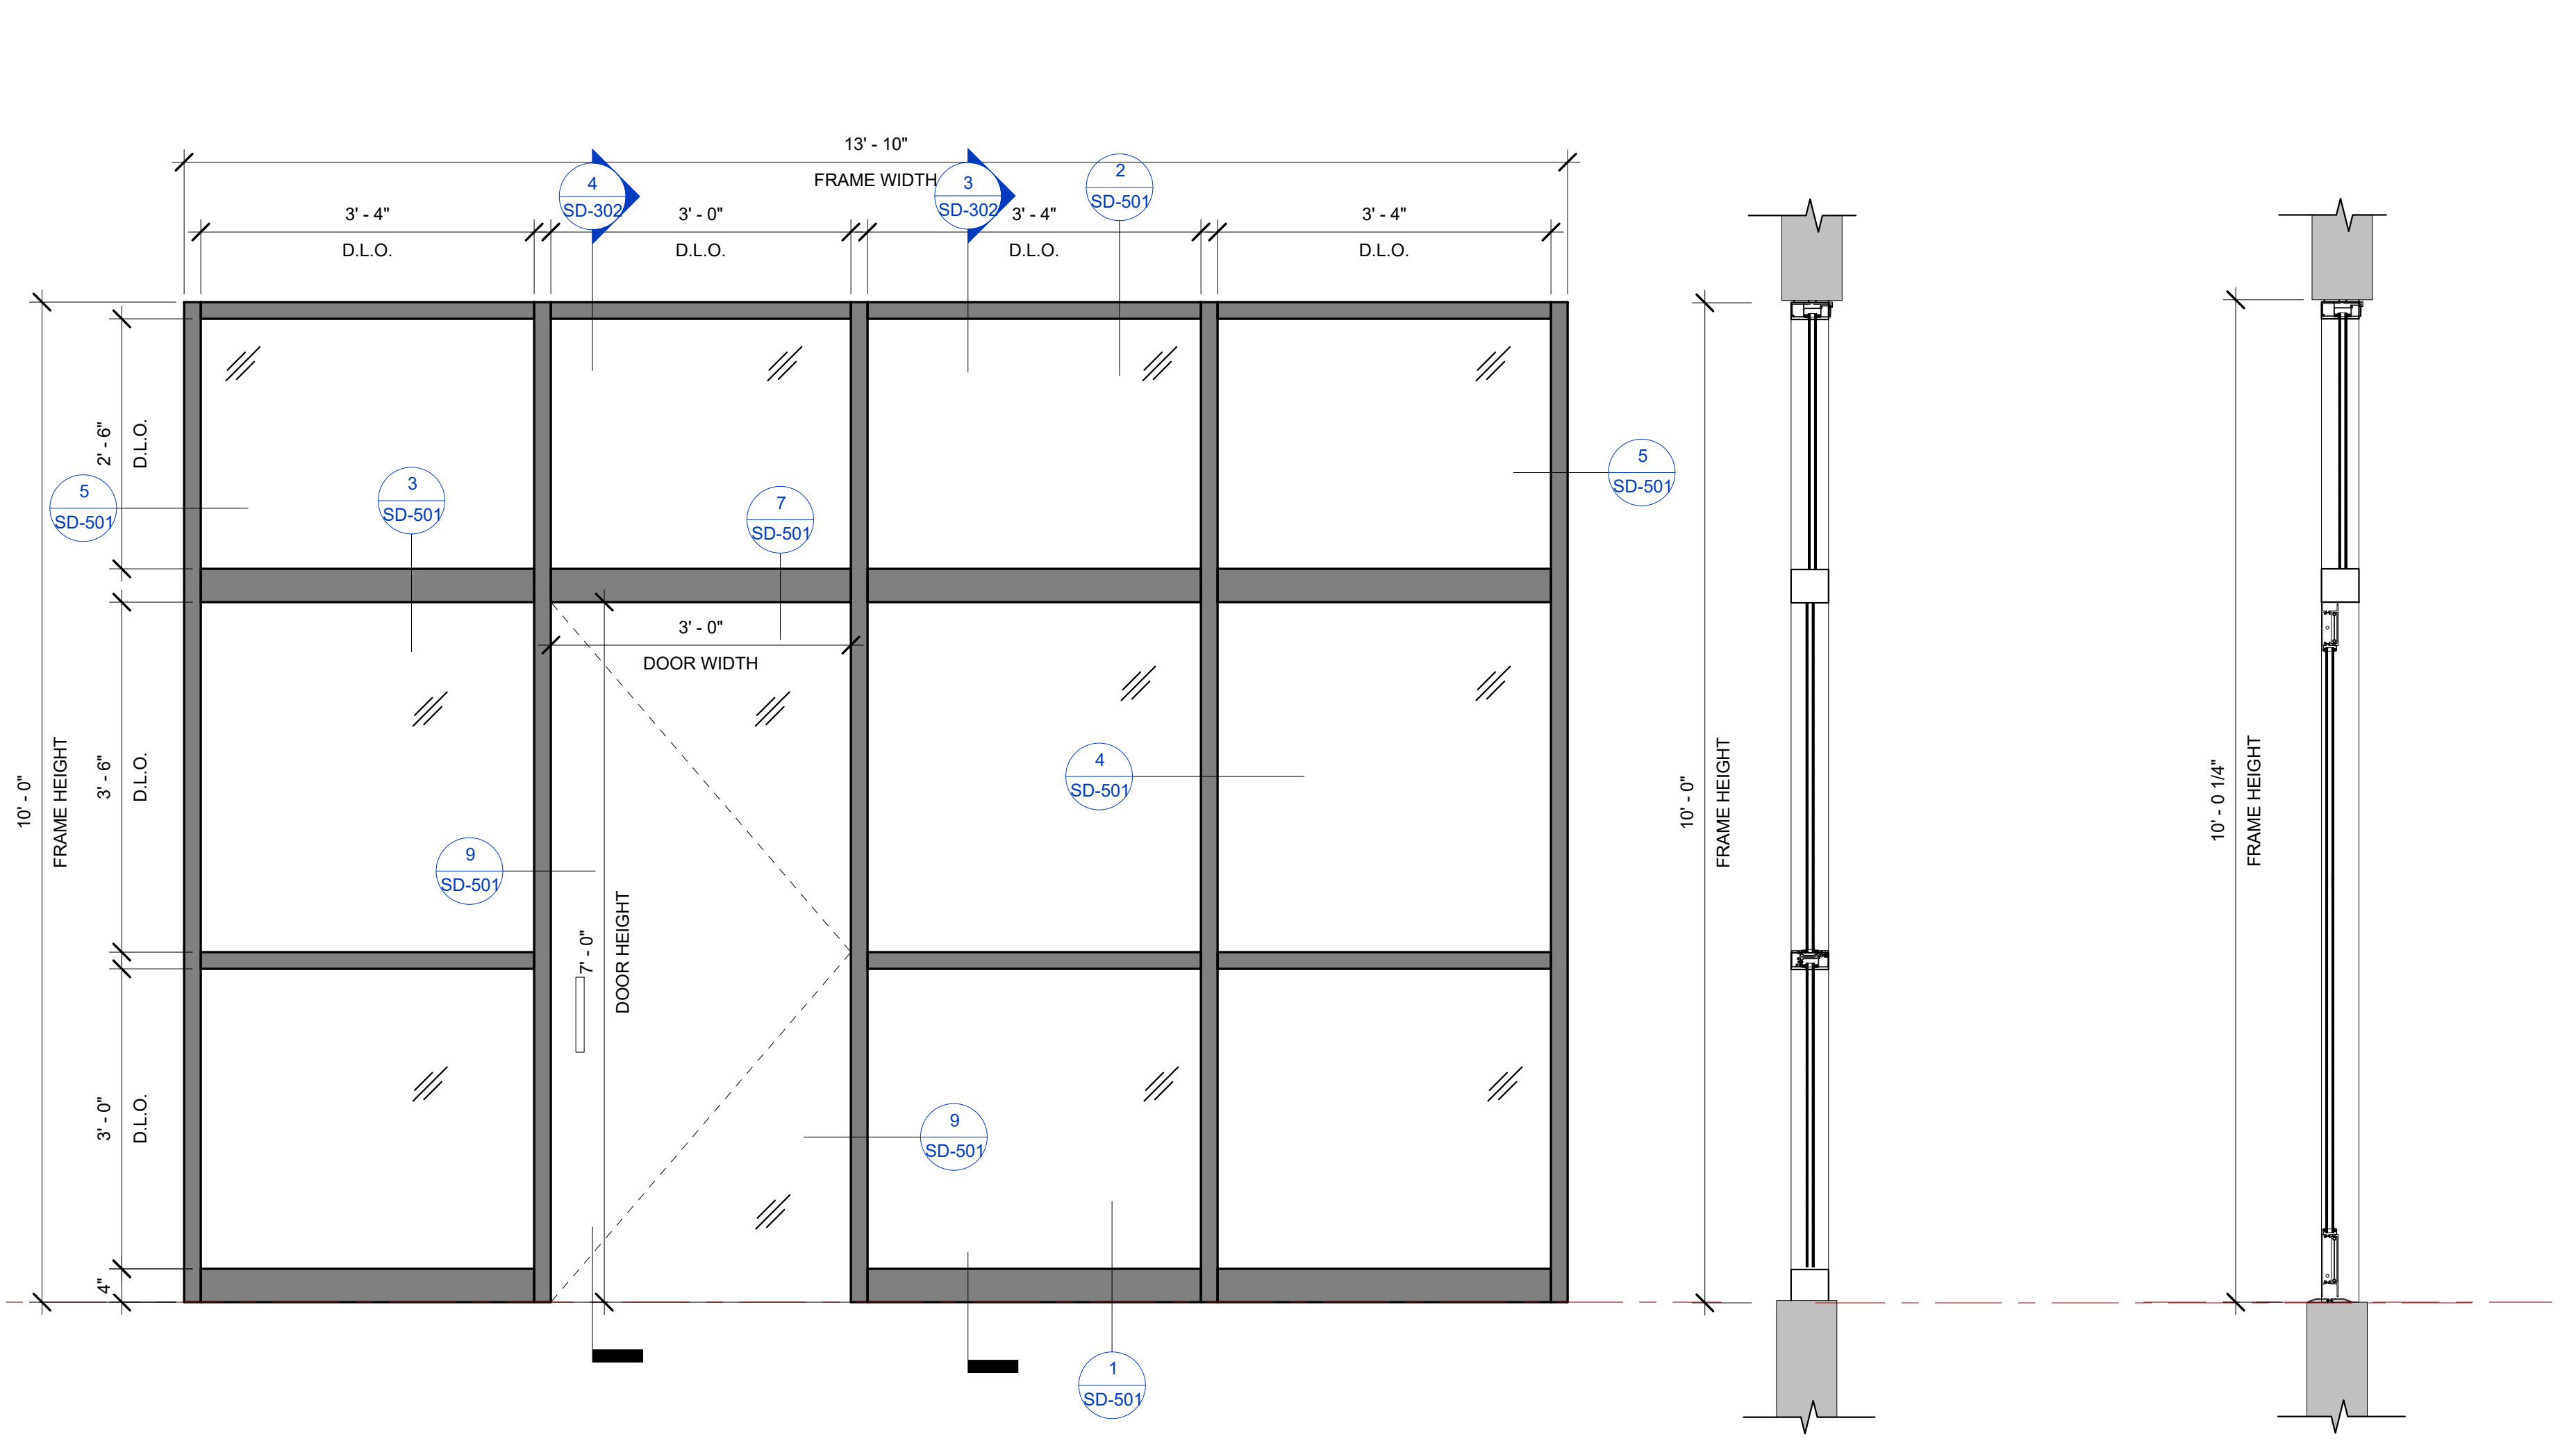 13' - 10"
FRAME WIDTH
4
SD-302
3
SD-302
2
SD-501
3' - 4"
D.L.O.
3' - 0"
D.L.O.
3' - 4"
D.L.O.
3' - 4"
D.L.O.
10' - 0"
FRAME HEIGHT
2' - 6"
D.L.O.
3' - 6"
D.L.O.
3' - 0"
D.L.O.
4"
5
SD-501
3
SD-501
7
SD-501
5
SD-501
3' - 0"
DOOR WIDTH
4
SD-501
9
SD-501
7' - 0"
DOOR HEIGHT
9
SD-501
1
SD-501
10' - 0"
FRAME HEIGHT
10' - 0 1/4"
FRAME HEIGHT